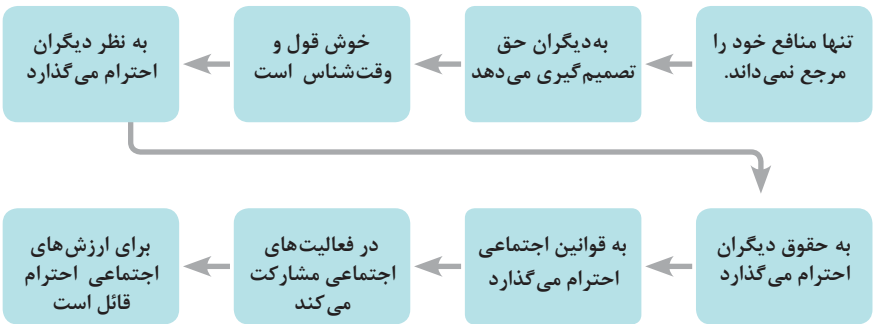 تنها منافع خود را
مرجع نمی‌داند.
به‌دیگران حق
تصمیم‌گیری می‌دهد
خوش قول و
وقت‌شناس است
به نظر دیگران
احترام می‌گذارد
به حقوق دیگران
احترام می‌گذارد
به قوانین اجتماعی
احترام می‌گذارد
در فعالیت‌های
اجتماعی مشارکت
می‌کند
برای ارزش‌های
اجتماعی احترام
قائل است